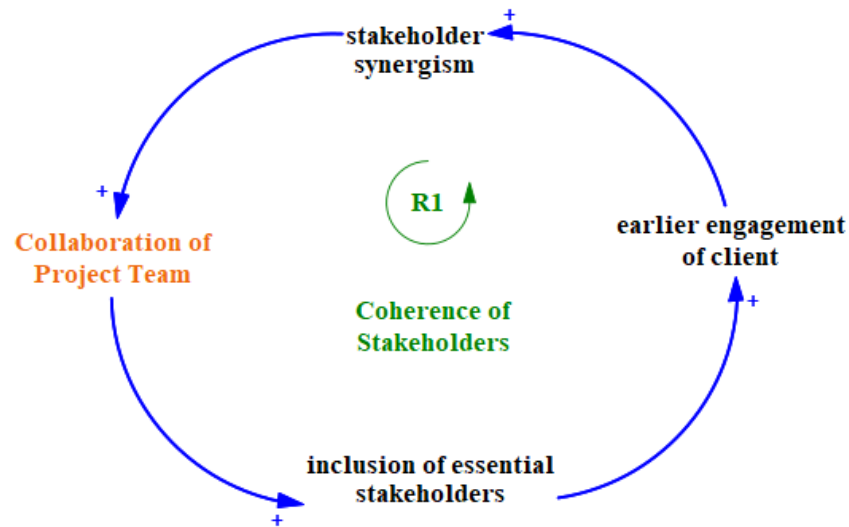 +
stakeholder
synergism
+
R1
earlier engagement
of client
Collaboration of
Project Team
+
Coherence of
Stakeholders
inclusion of essential
stakeholders
+